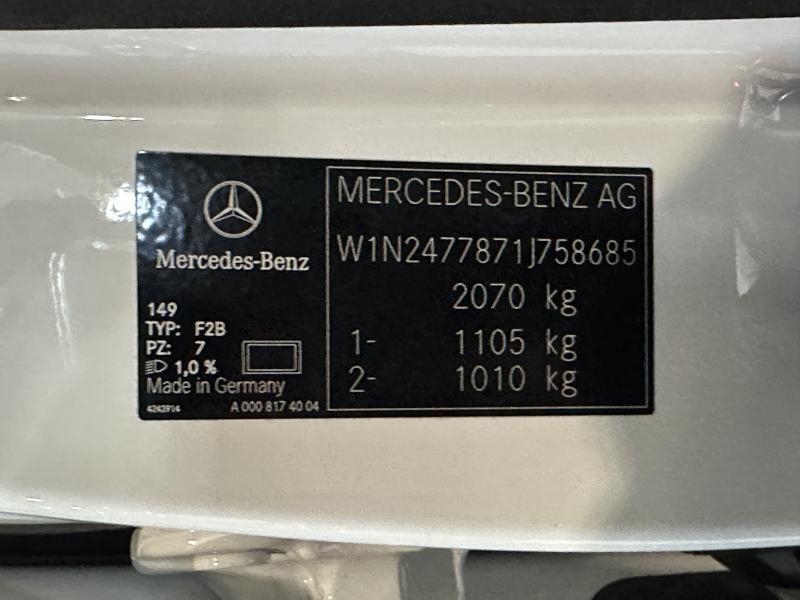 Mercedes-Benz
149
TYP: F2B
PZ: 7
1,0 %
Made in Germany
4242914 A 000 817 40 04
MERCEDES-BENZ AG
W1N2477871J758685
2070 kg
1- 1105 kg
2- 1010 kg